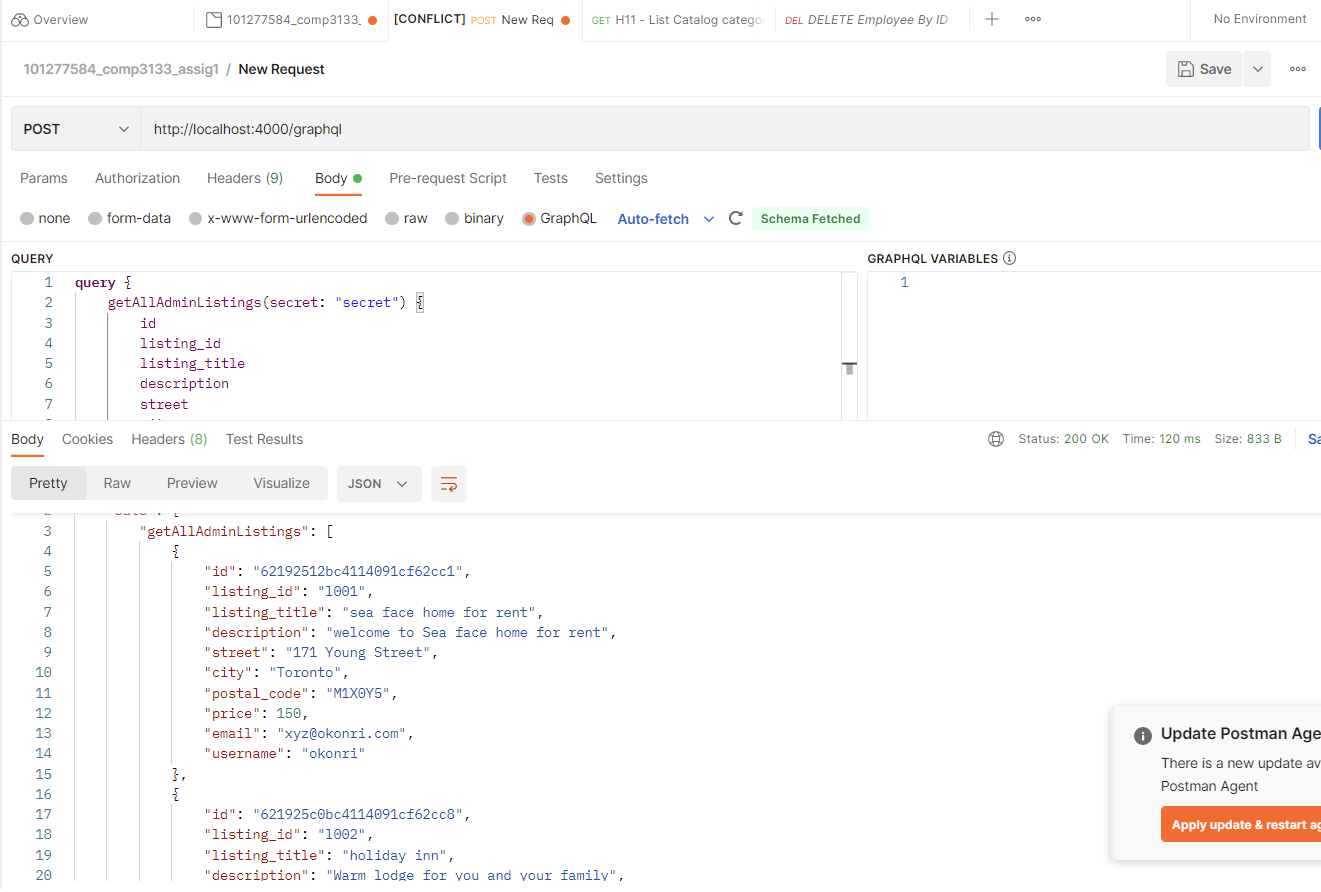 Overview
101277584_comp3133_
[CONFLICT] POST New Req
GET H11 - List Catalog catego
DEL DELETE Employee By ID
No Environment
101277584_comp3133_assig1 / New Request
Save
POST
http://localhost:4000/graphql
Params
Authorization
Headers (9)
Body
Pre-request Script
Tests
Settings
none
form-data
x-www-form-urlencoded
raw
binary
GraphQL
Auto-fetch
Schema Fetched
QUERY
1 query {
2 getAllAdminListings(secret: "secret") {
3 id
4 listing_id
5 listing_title
6 description
7 street
GRAPHQL VARIABLES
1
Body
Cookies
Headers (8)
Test Results
Status: 200 OK
Time: 120 ms
Size: 833 B
Sa
Pretty
Raw
Preview
Visualize
JSON
3 "getAllAdminListings": [
4 {
5 "id": "62192512bc4114091cf62cc1",
6 "listing_id": "l001",
7 "listing_title": "sea face home for rent",
8 "description": "welcome to Sea face home for rent",
9 "street": "171 Young Street",
10 "city": "Toronto",
11 "postal_code": "M1X0Y5",
12 "price": 150,
13 "email": "xyz@okonri.com",
14 "username": "okonri"
15 },
16 {
17 "id": "621925c0bc4114091cf62cc8",
18 "listing_id": "l002",
19 "listing_title": "holiday inn",
20 "description": "Warm lodge for you and your family",
Update Postman Age
There is a new update av
Postman Agent
Apply update & restart ag